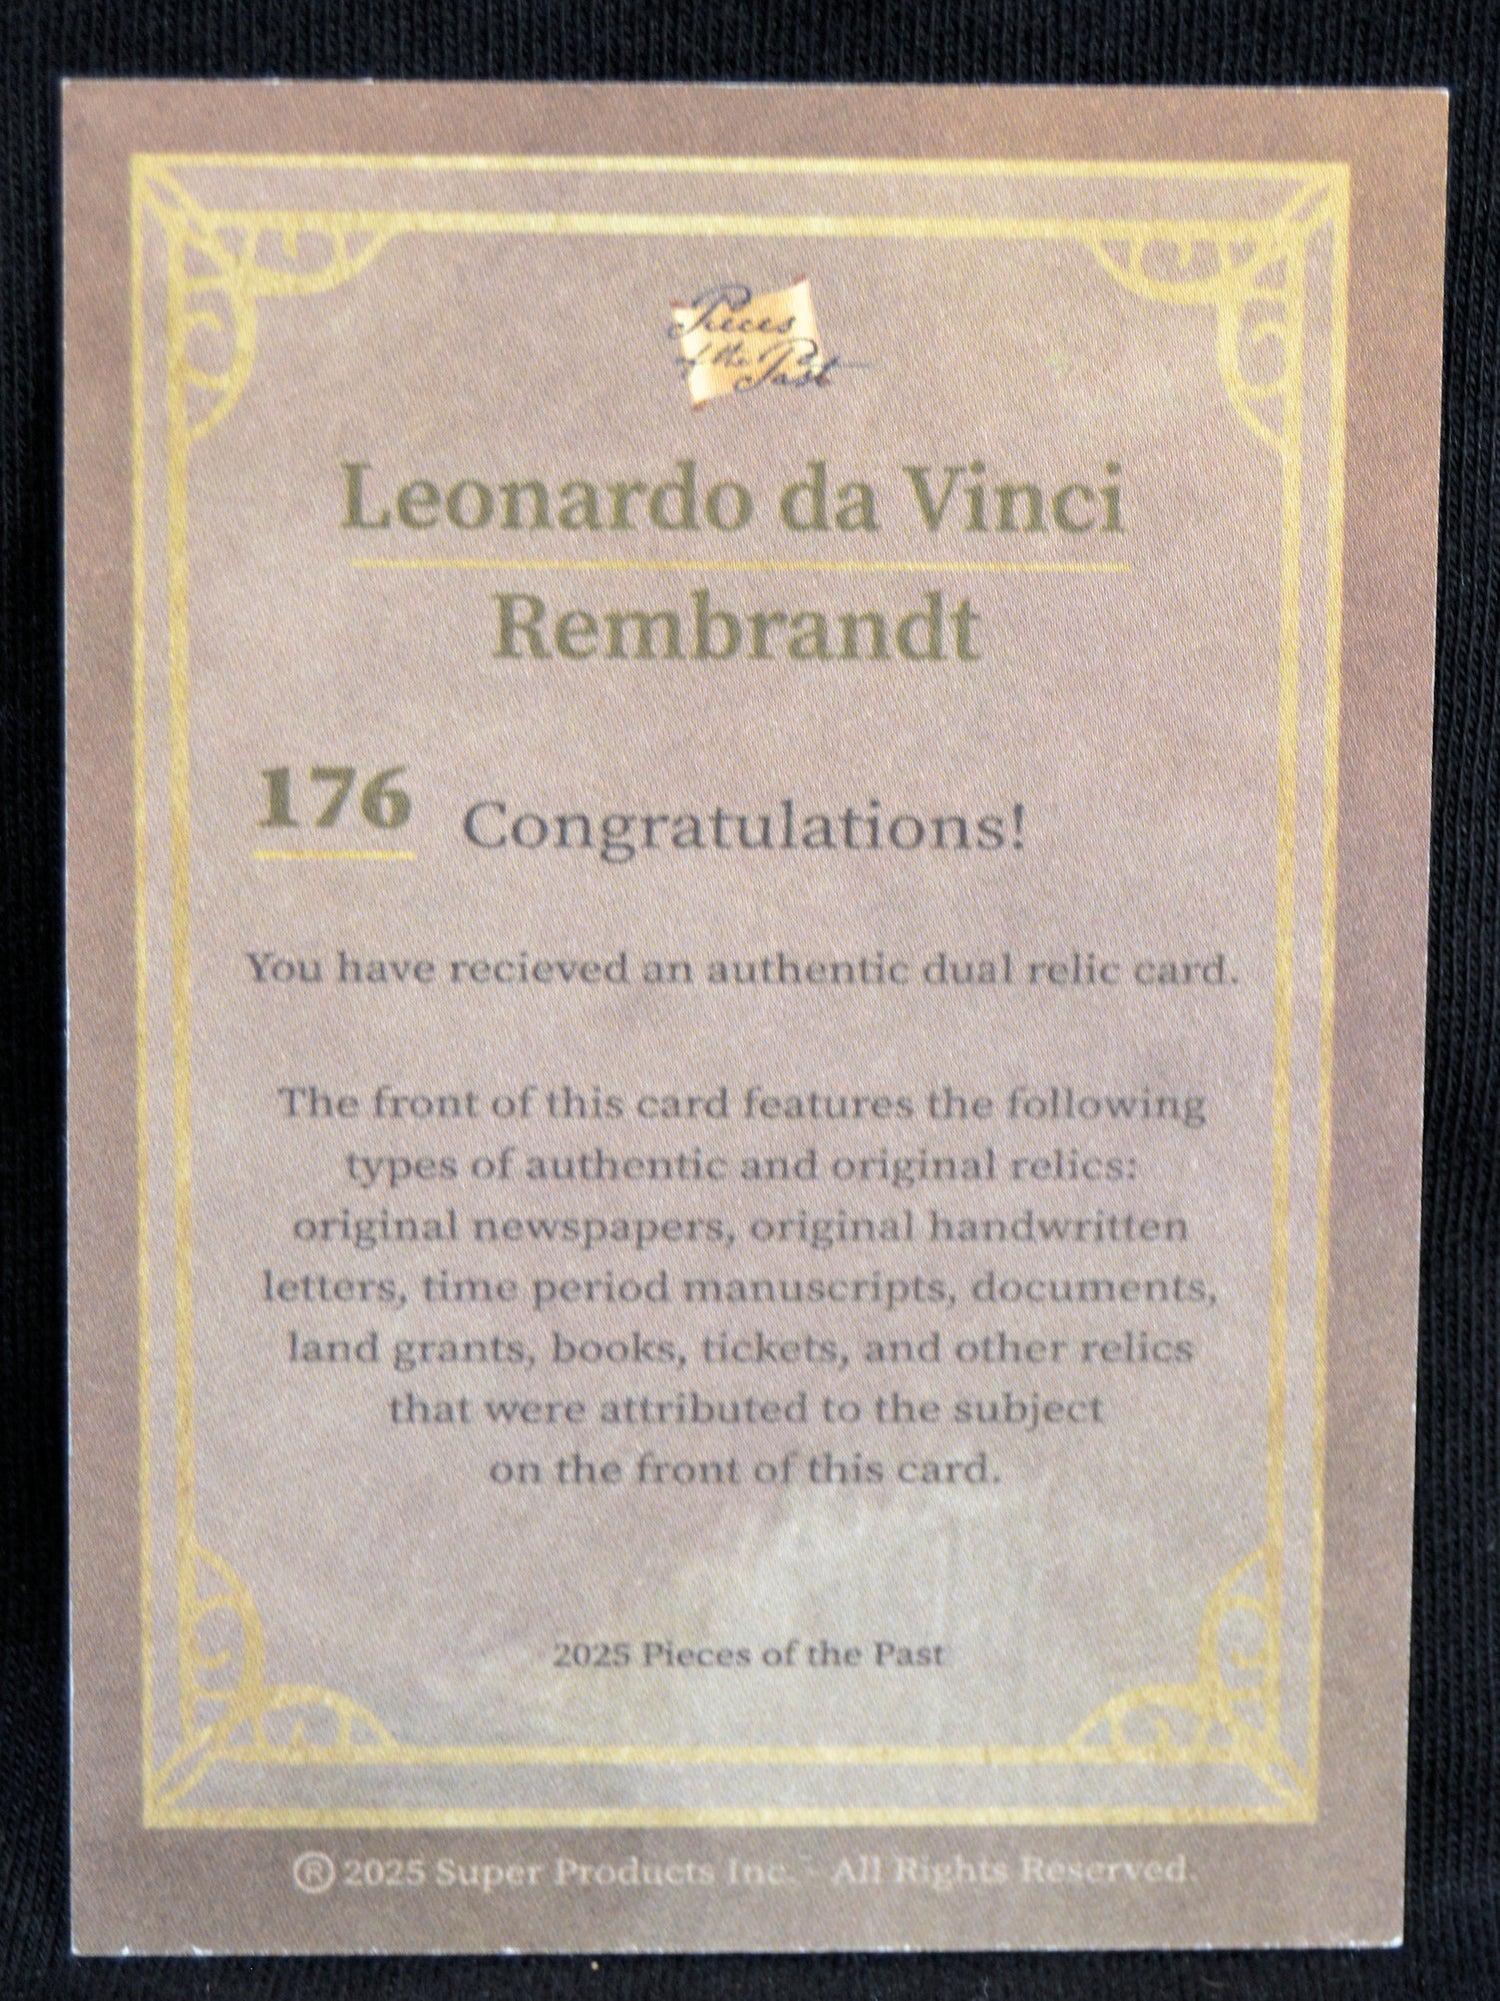 Pieces
of the Past
Leonardo da Vinci
Rembrandt
176
Congratulations!
You have recieved an authentic dual relic card.
The front of this card features the following
types of authentic and original relics:
original newspapers, original handwritten
letters, time period manuscripts, documents,
land grants, books, tickets, and other relics
that were attributed to the subject
on the front of this card.
2025 Pieces of the Past
® 2025 Super Products Inc. - All Rights Reserved.